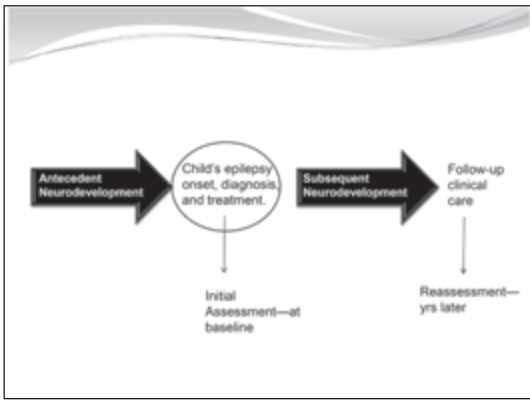 Antecedent
Neurodevelopment
Child's epilepsy
onset, diagnosis,
and treatment.
Subsequent
Neurodevelopment
Follow-up
clinical
care
Initial
Assessment—at
baseline
Reassessment—
yrs later